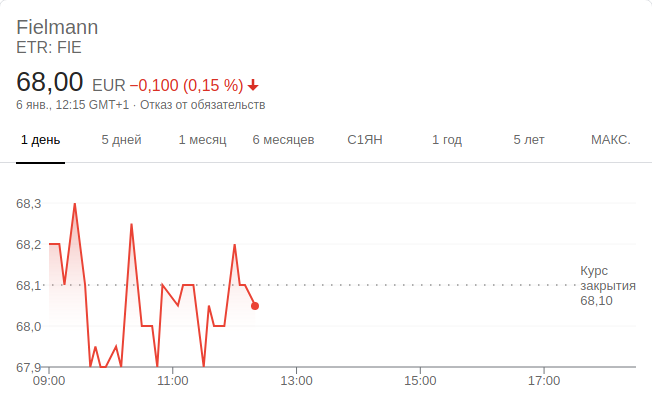 Fielmann
ETR: FIE
68,00 EUR −0,100 (0,15 %)
6 янв., 12:15 GMT+1 · Отказ от обязательств
1 день 5 дней 1 месяц 6 месяцев С1ЯН 1 год 5 лет МАКС.
68,3
68,2
68,1
68,0
67,9
Курс
закрытия
68,10
09:00 11:00 13:00 15:00 17:00